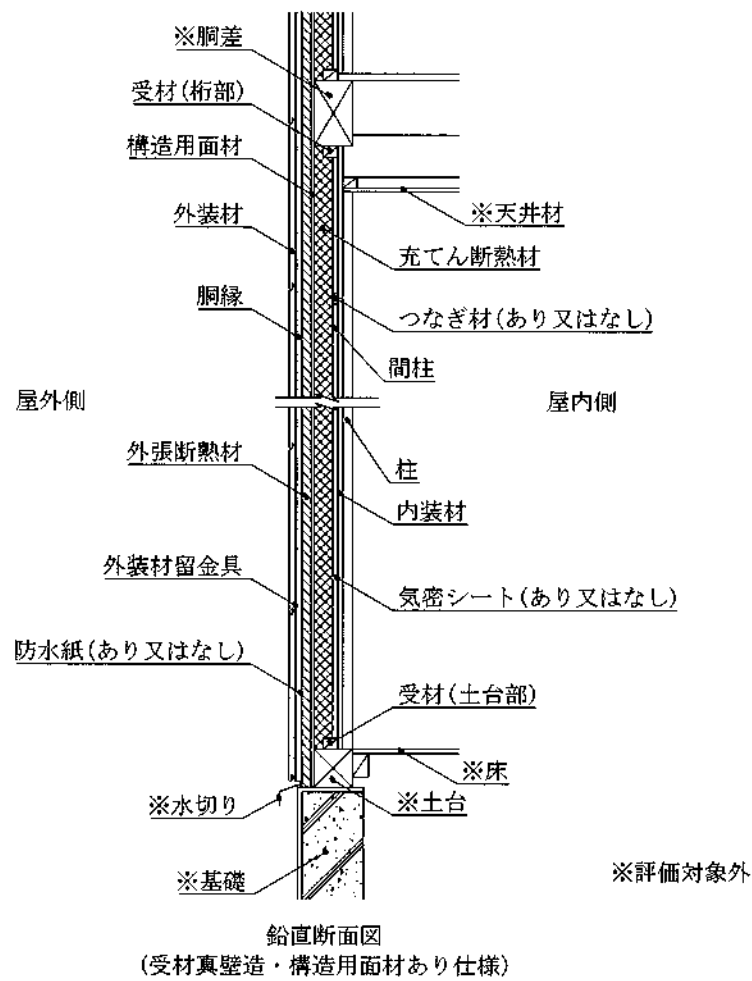 ※胴差
受材(桁部)
構造用面材
外装材
※天井材
充てん断熱材
胴縁
つなぎ材(あり又はなし)
間柱
屋外側
屋内側
外張断熱材
柱
内装材
外装材留金具
気密シート(あり又はなし)
防水紙(あり又はなし)
受材(土台部)
※床
※水切り
※土台
※基礎
※評価対象外
鉛直断面図
(受材真壁造・構造用面材あり仕様)